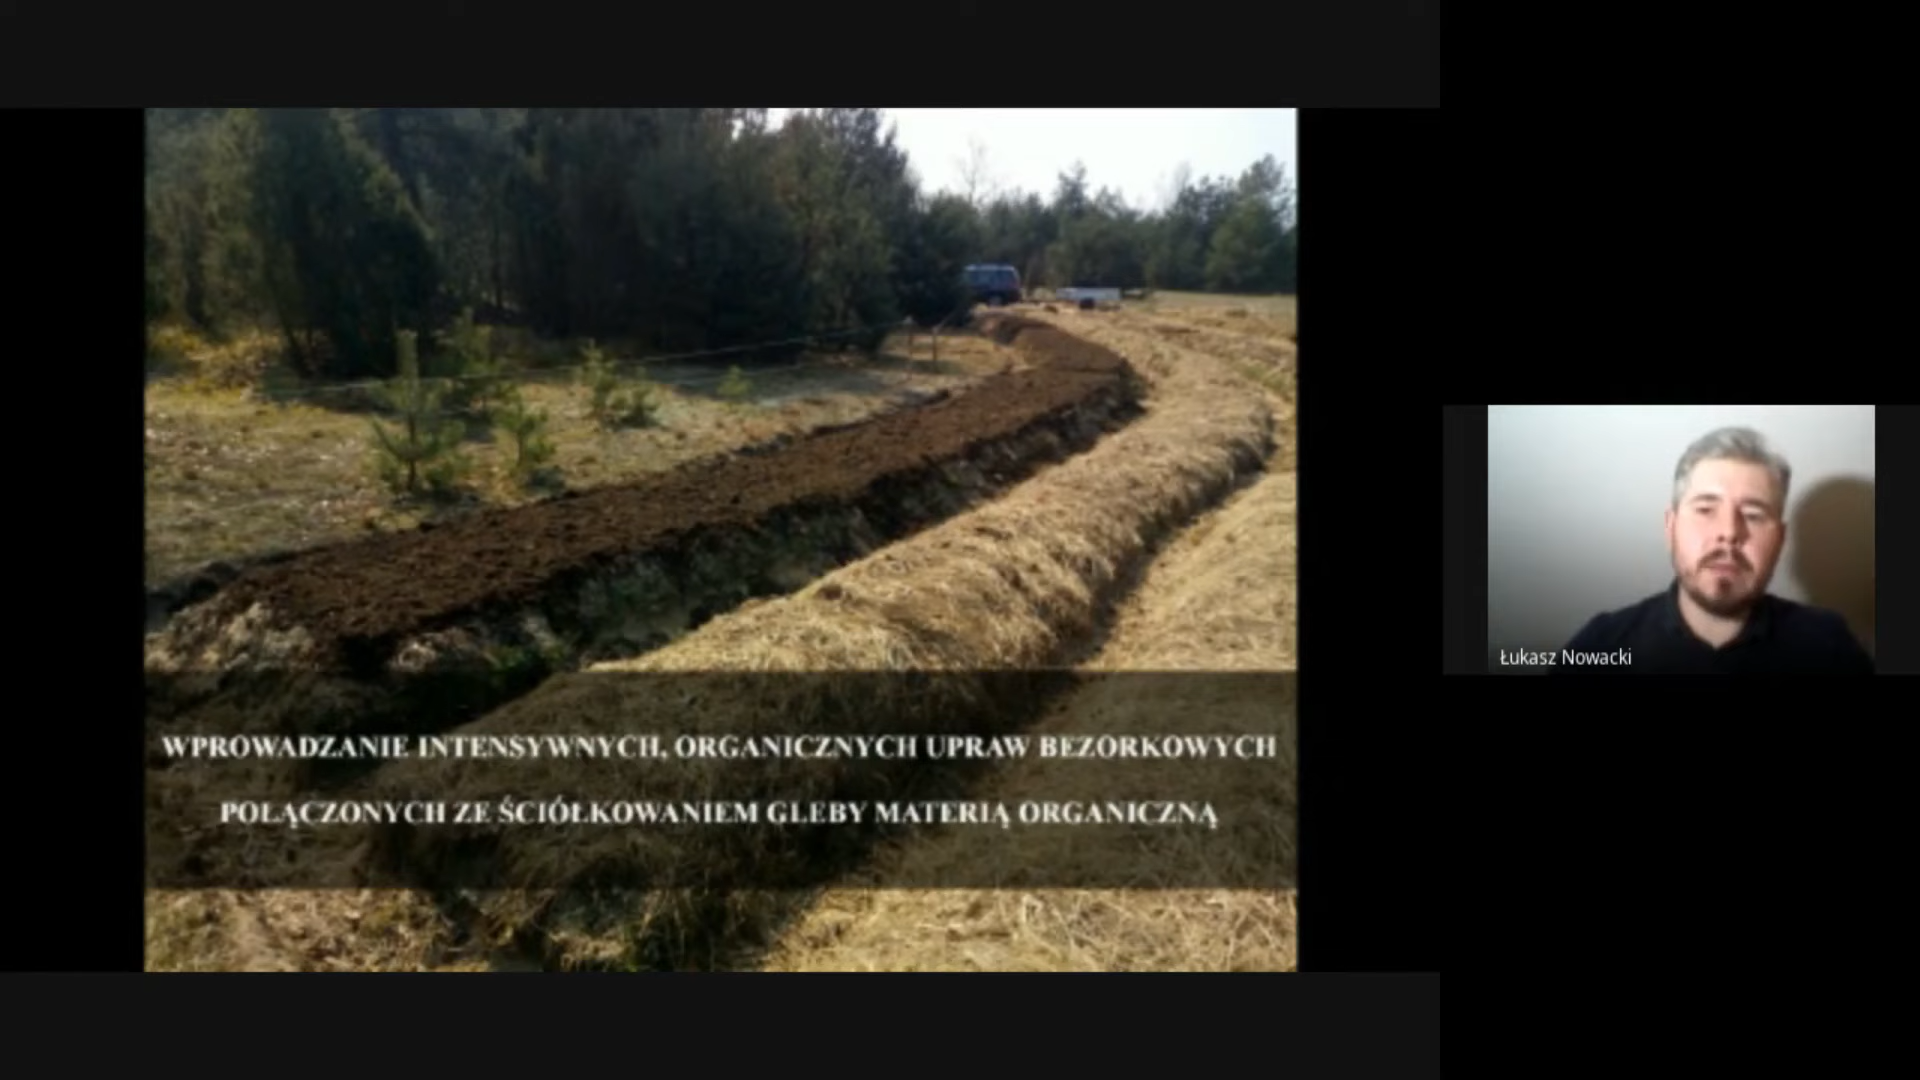 WPROWADZANIE INTENSYWNYCH, ORGANICZNYCH UPRAW BEZORKOWYCH
POŁĄCZONYCH ZE ŚCIÓŁKOWANIEM GLEBY MATERIĄ ORGANICZNĄ
Łukasz Nowacki